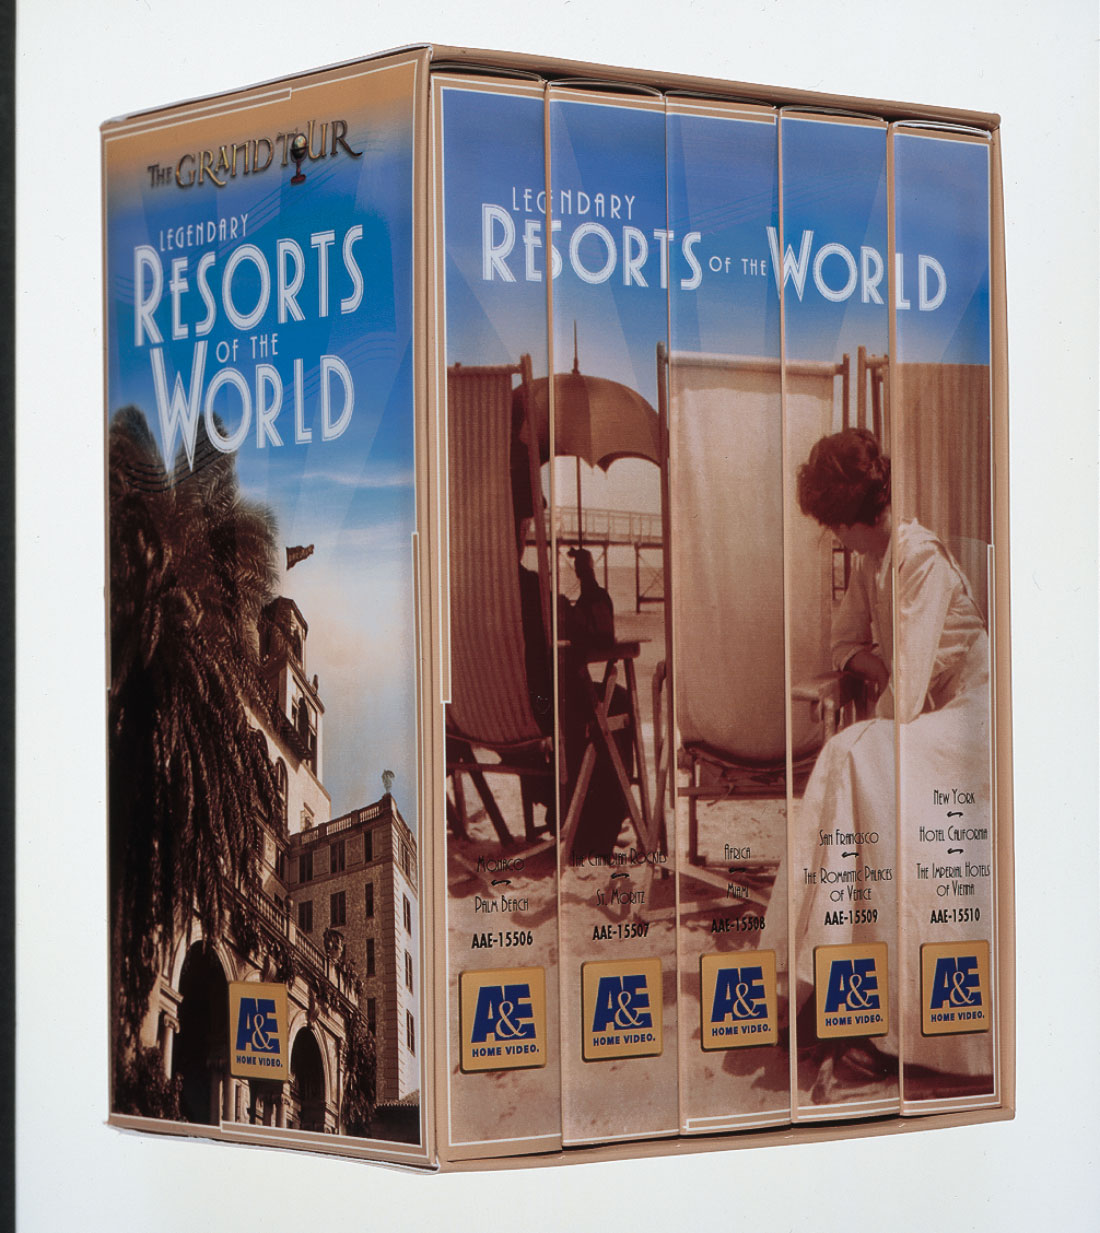 THE GRAND TOUR
LEGENDARY
RESORTS
OF THE
WORLD
A&E
HOME VIDEO.
LEGENDARY
RESORTS OF THE WORLD
MONACO
PALM BEACH
AAE-15506
A&E
HOME VIDEO.
THE CANADIAN ROCKIES
ST. MORITZ
AAE-15507
A&E
HOME VIDEO.
AFRICA
MIAMI
AAE-15508
A&E
HOME VIDEO.
SAN FRANCISCO
THE ROMANTIC PALACES
OF VENICE
AAE-15509
A&E
HOME VIDEO.
NEW YORK
HOTEL CALIFORNIA
THE IMPERIAL HOTELS
OF VIENNA
AAE-15510
A&E
HOME VIDEO.